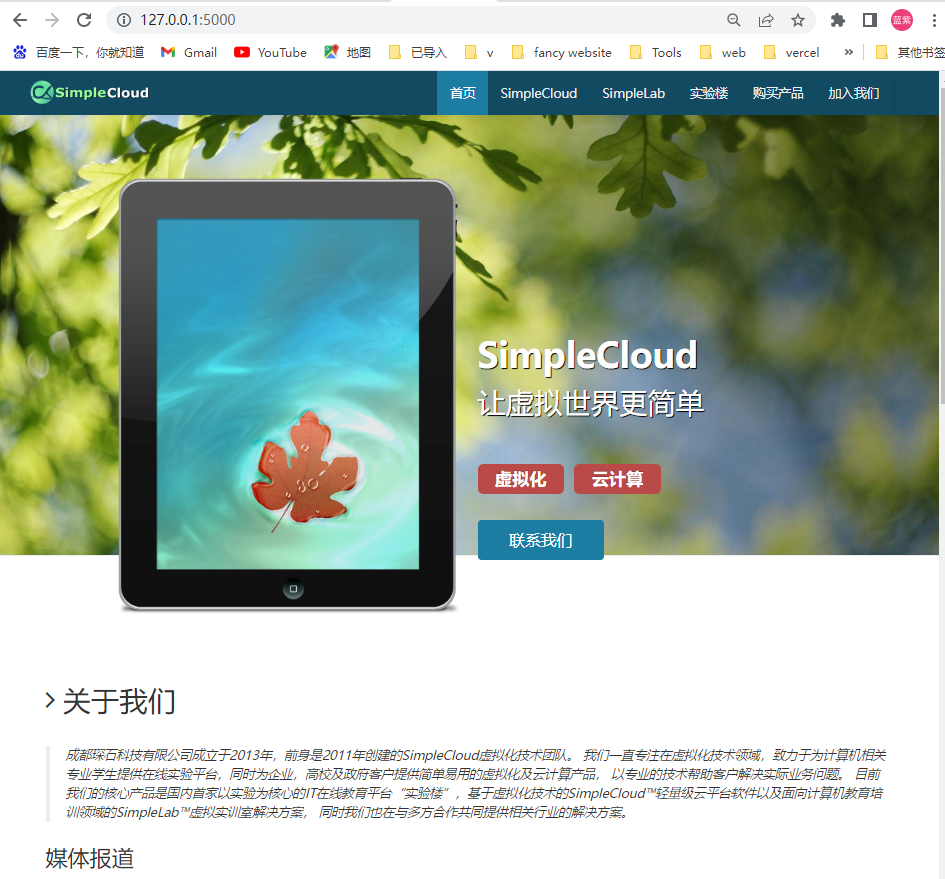 127.0.0.1:5000
蓝紫
百度一下，你就知道 Gmail YouTube 地图 已导入 v fancy website Tools web vercel » 其他书签
SimpleCloud 首页 SimpleCloud SimpleLab 实验楼 购买产品 加入我们
SimpleCloud
让虚拟世界更简单
虚拟化 云计算
联系我们
关于我们
成都琛石科技有限公司成立于2013年，前身是2011年创建的SimpleCloud虚拟化技术团队。 我们一直专注在虚拟化技术领域，致力于为计算机相关
专业学生提供在线实验平台，同时为企业，高校及政府客户提供简单易用的虚拟化及云计算产品， 以专业的技术帮助客户解决实际业务问题。 目前
我们的核心产品是国内首家以实验为核心的IT在线教育平台“实验楼”，基于虚拟化技术的SimpleCloud™轻量级云平台软件以及面向计算机教育培
训领域的SimpleLab™虚拟实训室解决方案， 同时我们也在与多方合作共同提供相关行业的解决方案。
媒体报道